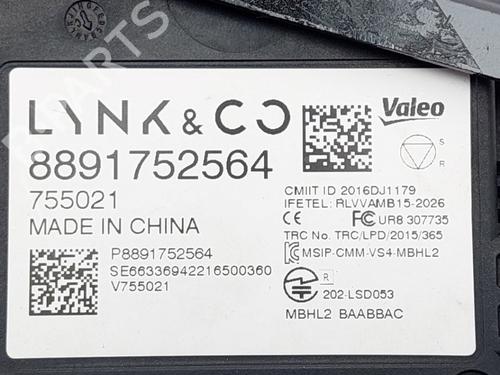 LYNK & CO
Valeo
8891752564
S
R
755021
MADE IN CHINA
CMIIT ID 2016DJ1179
IFETEL: RLVVAMB15-2026
CE FC UR8 307735
TRC No. TRC/LPD/2015/365
MSIP-CMM-VS4-MBHL2
P8891752564
SE66336942216500360
V755021
R
202-LSD053
MBHL2 BAABBAC